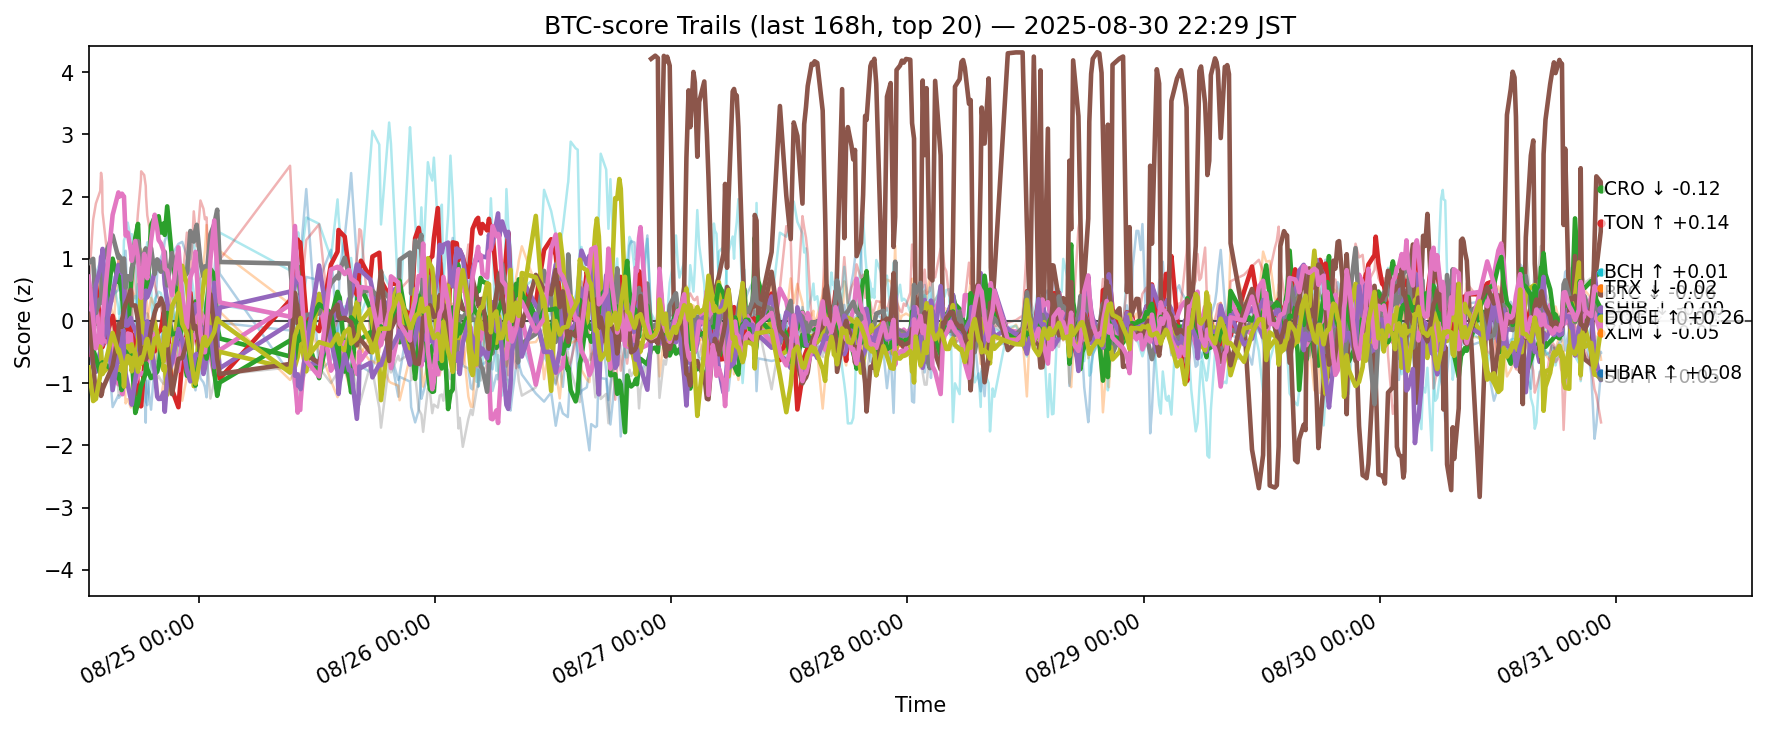 BTC-score Trails (last 168h, top 20) — 2025-08-30 22:29 JST
Score (z)
4
3
2
1
0
−1
−2
−3
−4
CRO ↓ -0.12
TON ↑ +0.14
BCH ↑ +0.01
TRX ↓ -0.02
DOGE ↑ +0.26
XLM ↓ -0.05
HBAR ↑ +0.08
08/25 00:00
08/26 00:00
08/27 00:00
08/28 00:00
08/29 00:00
08/30 00:00
08/31 00:00
Time